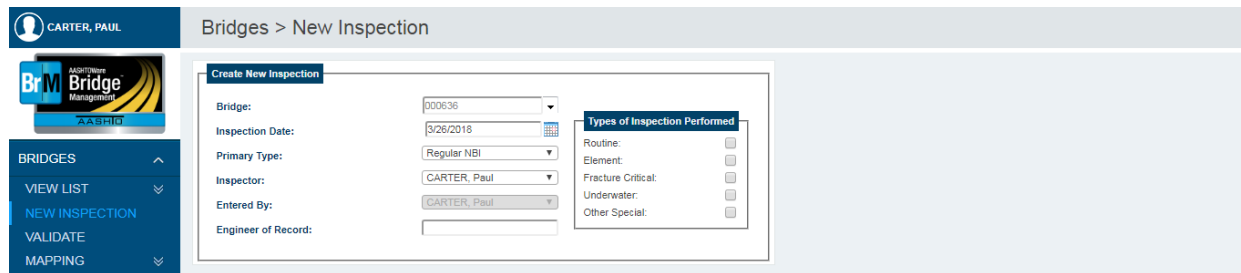 CARTER, PAUL
Bridges > New Inspection
BrM
AASHTOWare
Bridge
Management
AASHTO
BRIDGES
VIEW LIST
NEW INSPECTION
VALIDATE
MAPPING
Create New Inspection
Bridge: 000636
Inspection Date: 3/26/2018
Primary Type: Regular NBI
Inspector: CARTER, Paul
Entered By: CARTER, Paul
Engineer of Record:
Types of Inspection Performed
Routine:
Element:
Fracture Critical:
Underwater:
Other Special: